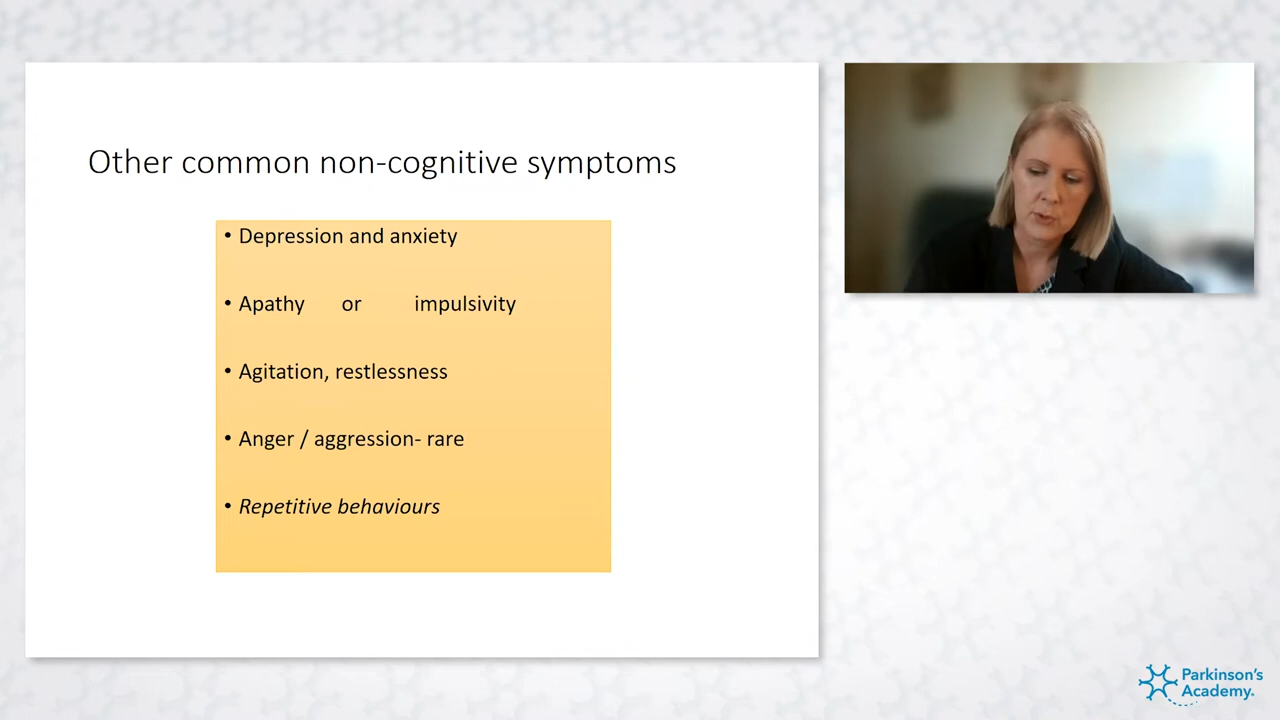 Other common non-cognitive symptoms
• Depression and anxiety
• Apathy or impulsivity
• Agitation, restlessness
• Anger / aggression- rare
• Repetitive behaviours
Parkinson's
Academy.